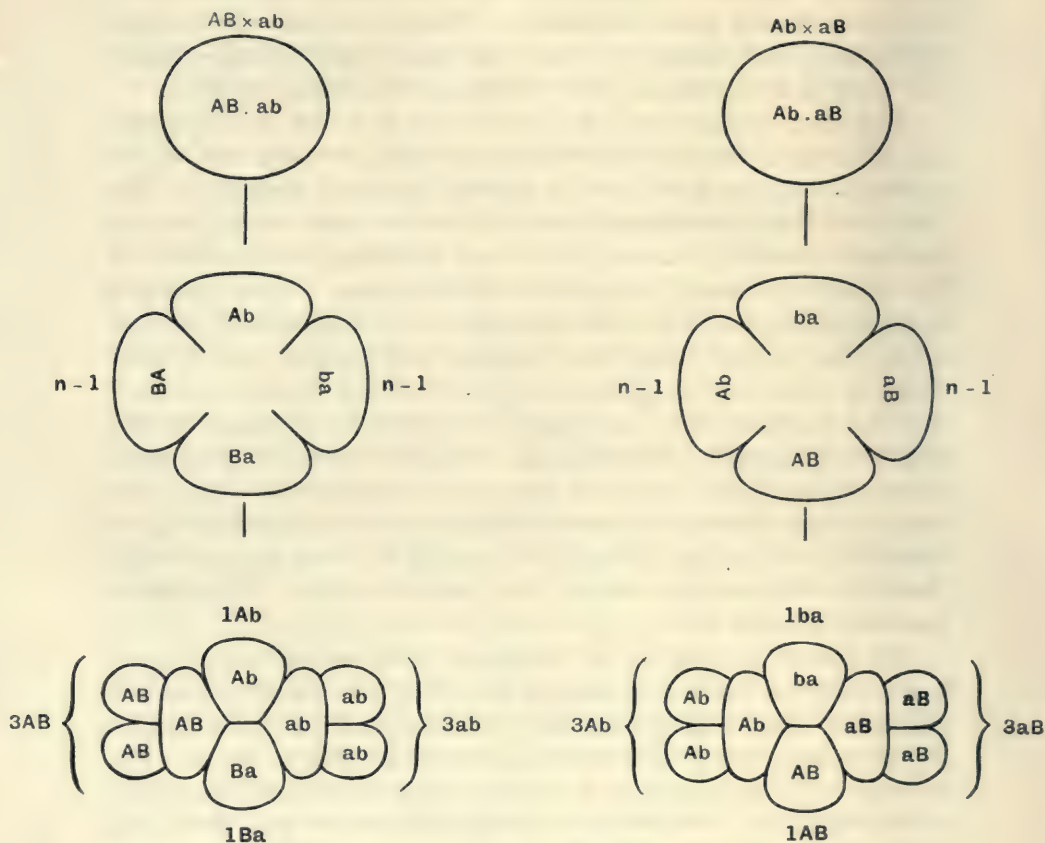 AB × ab
Ab × aB
AB . ab
Ab . aB
Ab
ba
n - 1 AB ab n - 1
n - 1 Ab aB n - 1
Ba
AB
1Ab
1ba
Ab
ba
AB ab
Ab aB
3AB AB ab 3ab
3Ab Ab aB 3aB
AB ab
Ab aB
Ba
AB
1Ba
1AB